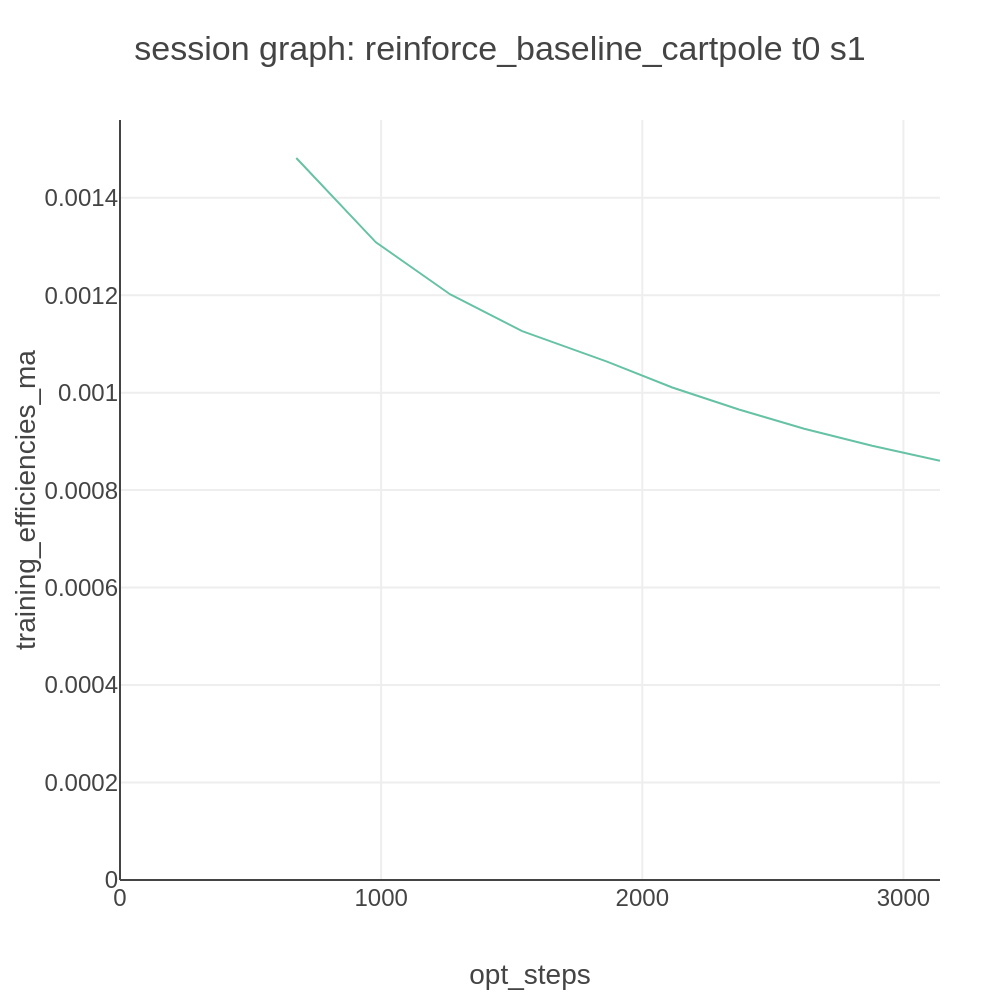 session graph: reinforce_baseline_cartpole t0 s1
training_efficiencies_ma
0.0014
0.0012
0.001
0.0008
0.0006
0.0004
0.0002
0
0 1000 2000 3000
opt_steps